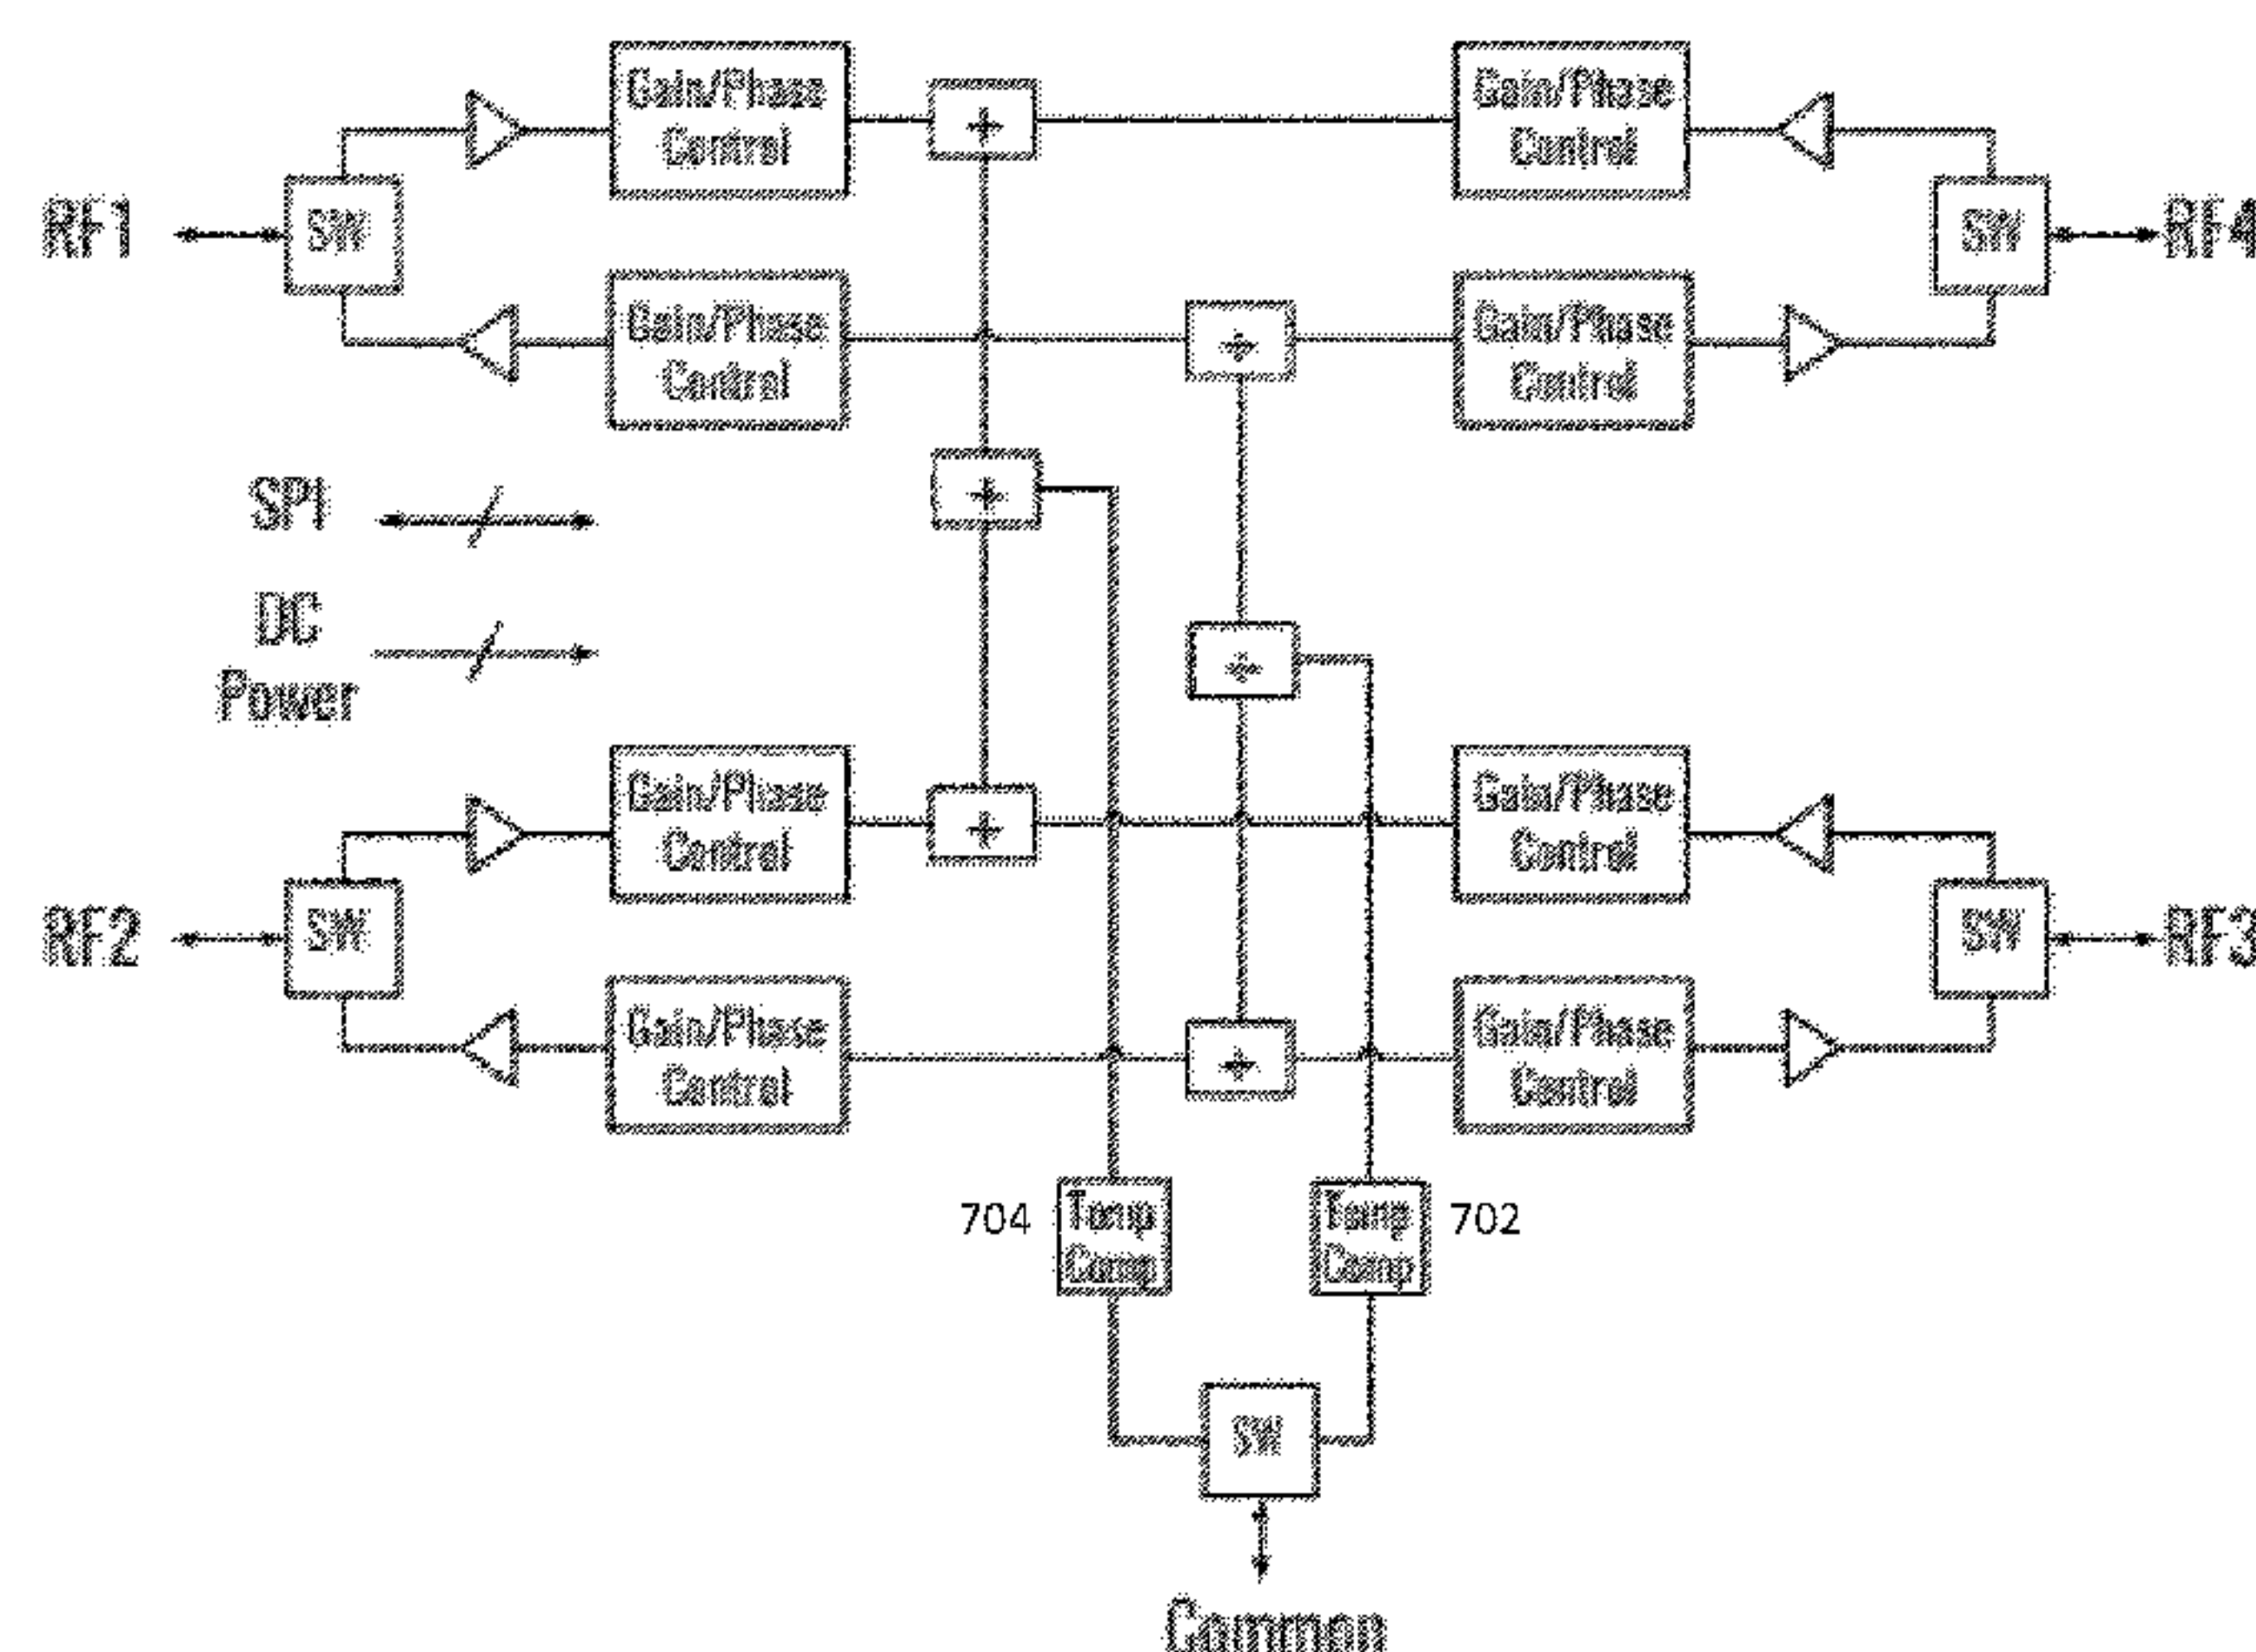 Gain/Phase
Control
+
Gain/Phase
Control
RF1
SW
SW
RF4
Gain/Phase
Control
÷
Gain/Phase
Control
SPI
+
DC
Power
÷
Gain/Phase
Control
+
Gain/Phase
Control
RF2
SW
SW
RF3
Gain/Phase
Control
÷
Gain/Phase
Control
704
Temp
Comp
Temp
Comp
702
SW
Common